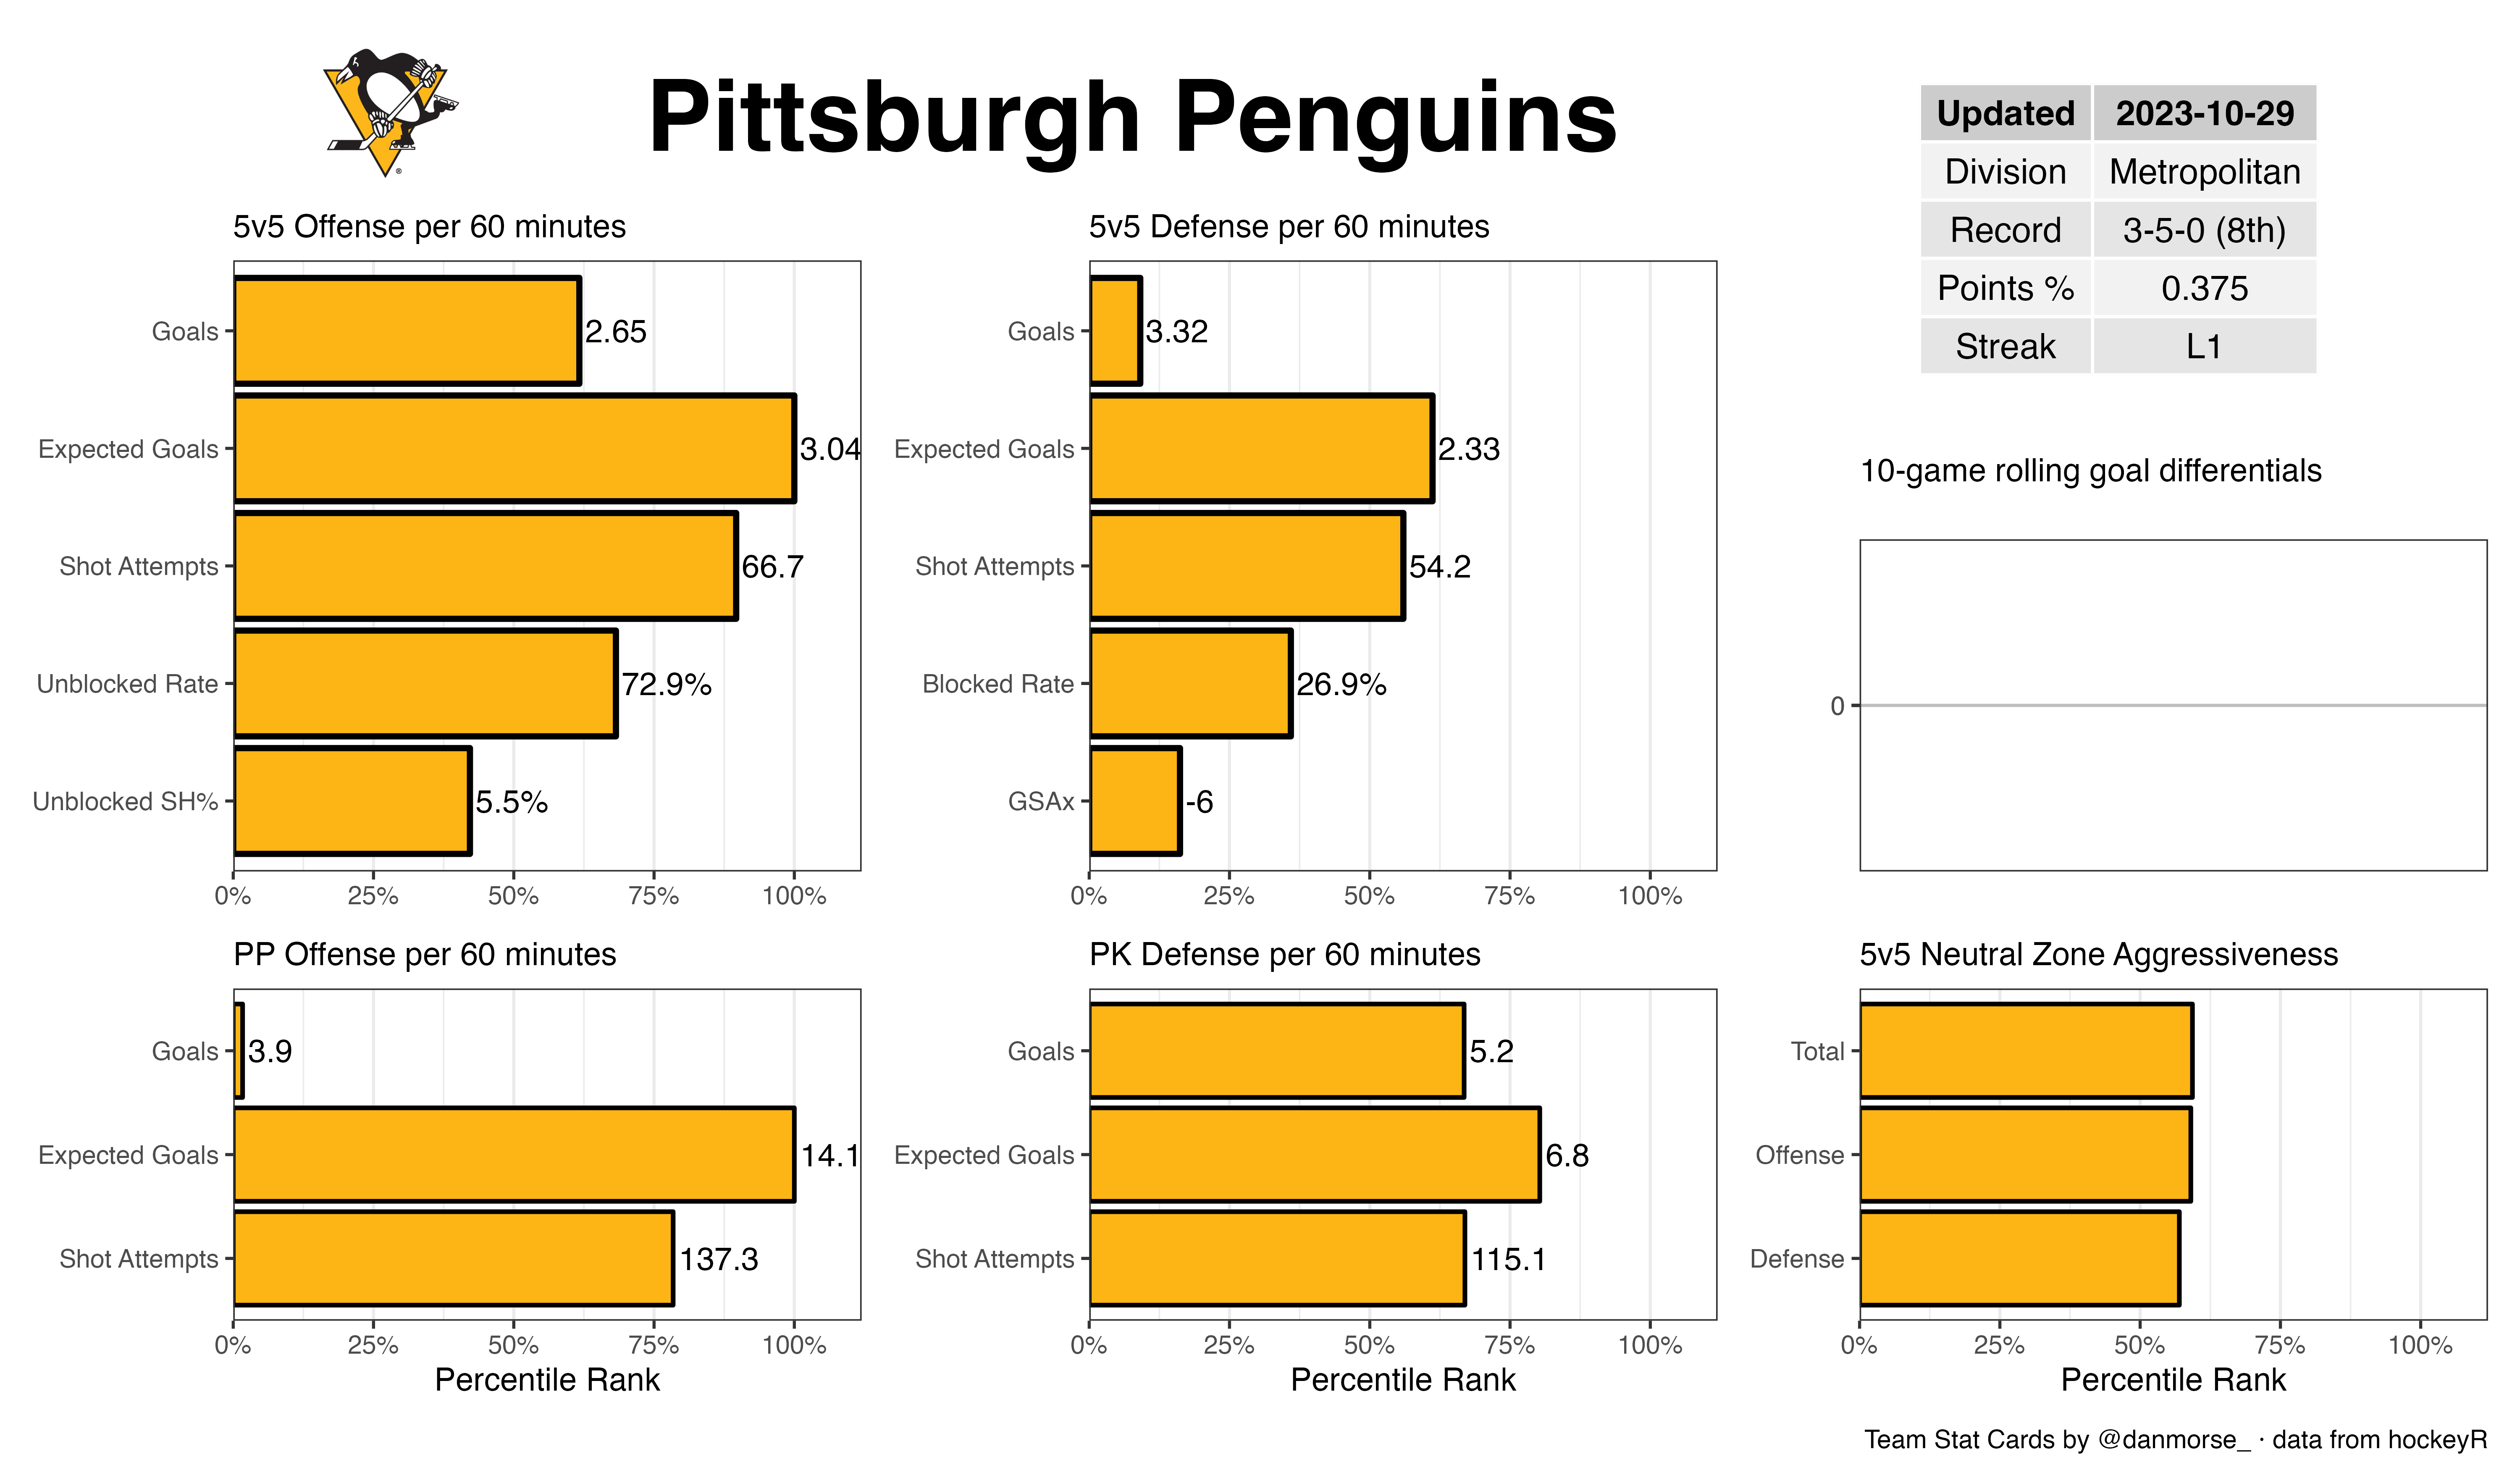 Pittsburgh Penguins
Updated 2023-10-29
Division Metropolitan
Record 3-5-0 (8th)
Points % 0.375
Streak L1
5v5 Offense per 60 minutes
Goals 2.65
Expected Goals 3.04
Shot Attempts 66.7
Unblocked Rate 72.9%
Unblocked SH% 5.5%
0% 25% 50% 75% 100%
5v5 Defense per 60 minutes
Goals 3.32
Expected Goals 2.33
Shot Attempts 54.2
Blocked Rate 26.9%
GSAx -6
0% 25% 50% 75% 100%
10-game rolling goal differentials
0
PP Offense per 60 minutes
Goals 3.9
Expected Goals 14.1
Shot Attempts 137.3
0% 25% 50% 75% 100%
Percentile Rank
PK Defense per 60 minutes
Goals 5.2
Expected Goals 6.8
Shot Attempts 115.1
0% 25% 50% 75% 100%
Percentile Rank
5v5 Neutral Zone Aggressiveness
Total
Offense
Defense
0% 25% 50% 75% 100%
Percentile Rank
Team Stat Cards by @danmorse_ · data from hockeyR